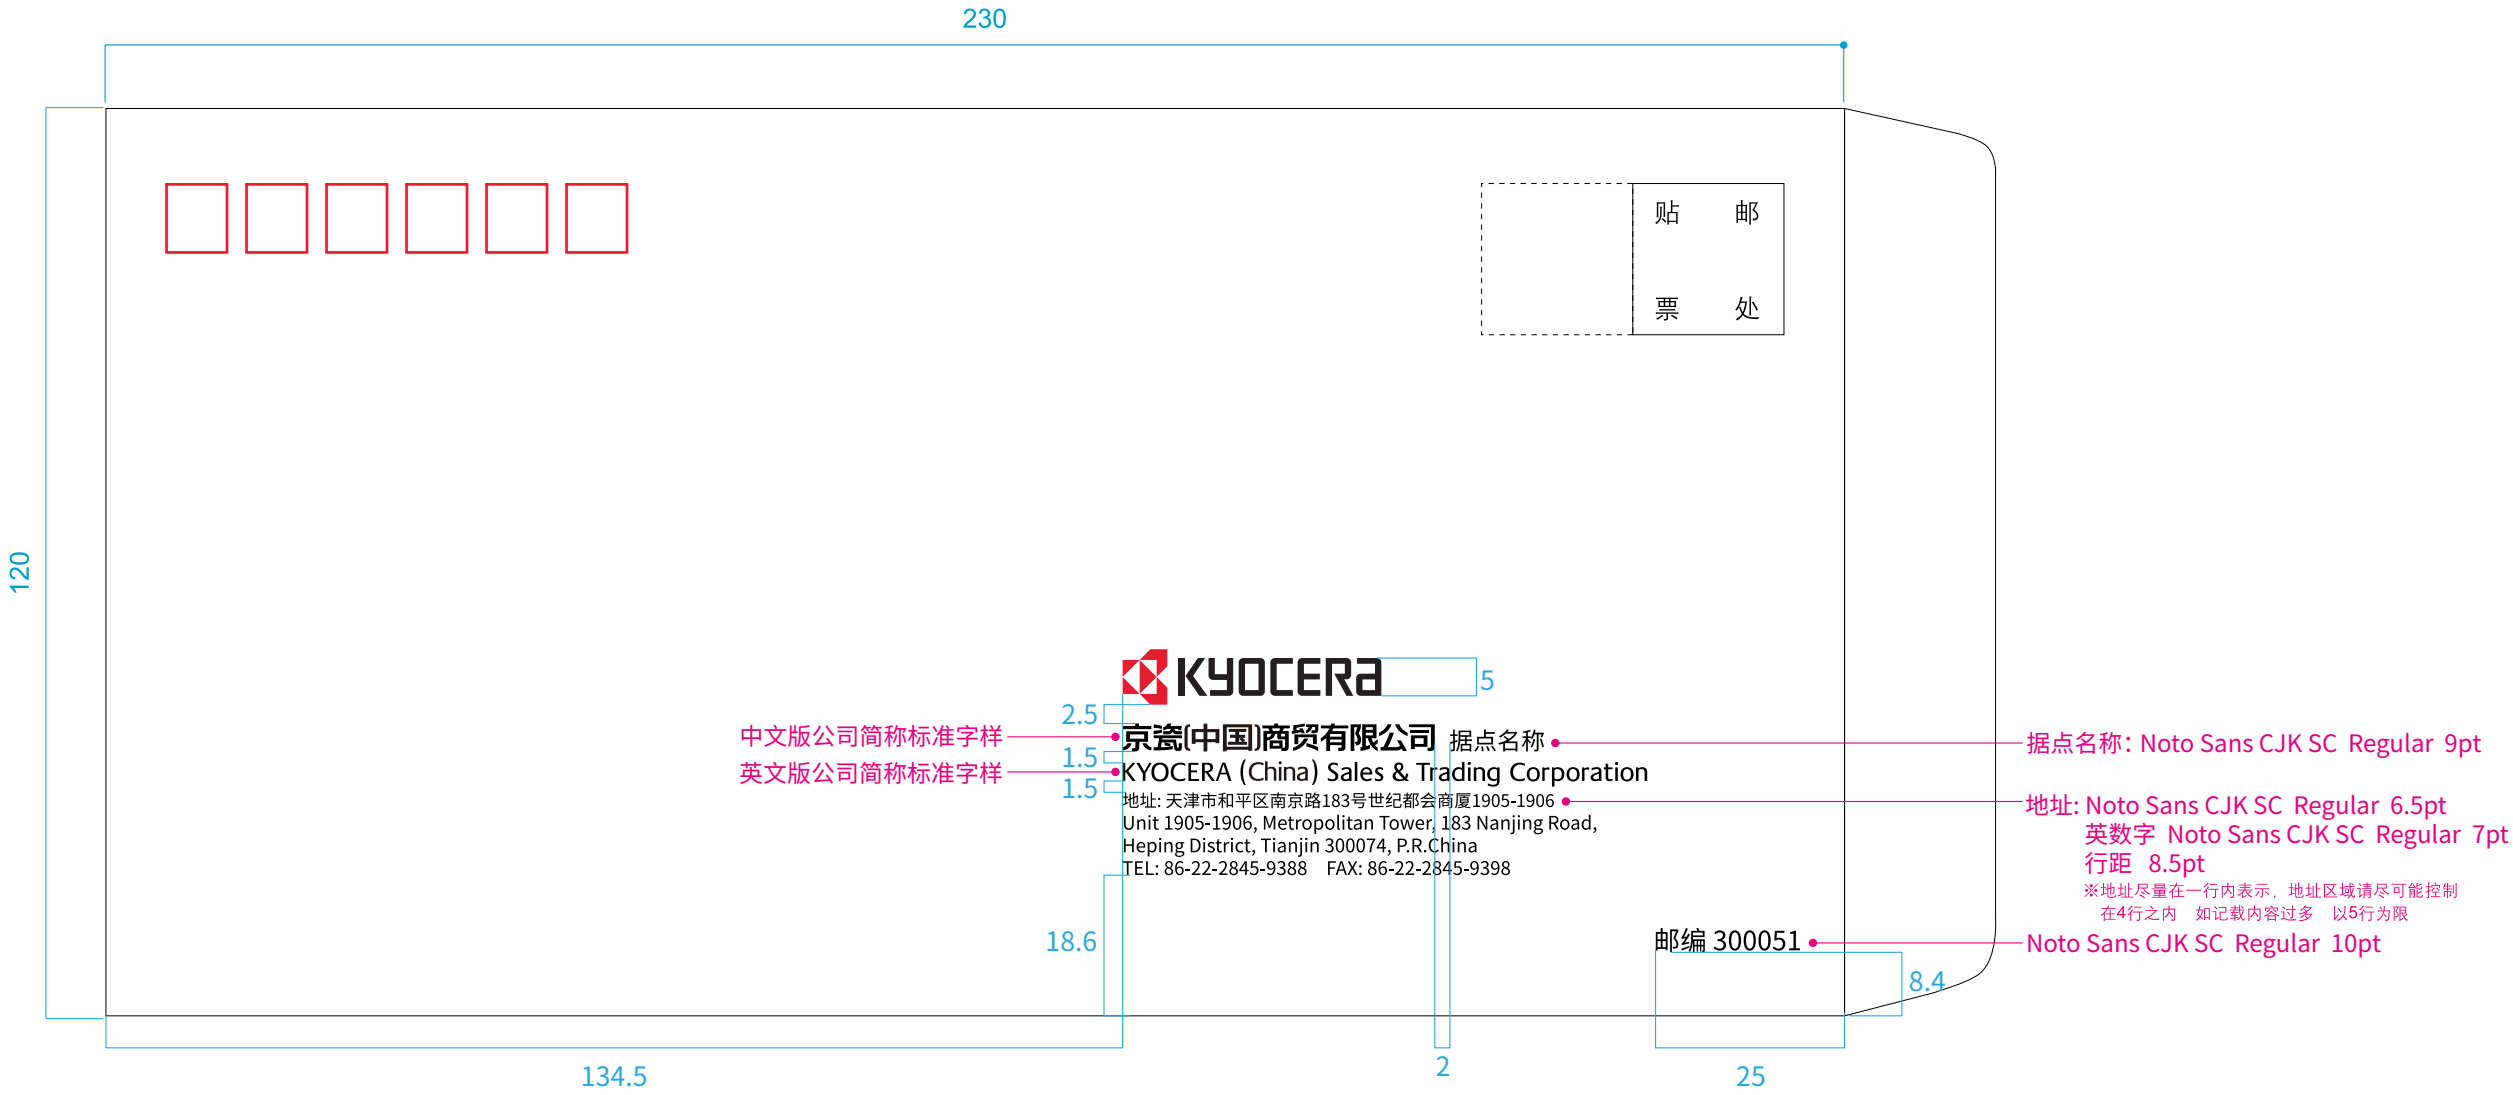 230
120
贴 邮
票 处
KYOCERA
5
2.5
中文版公司简称标准字样
京瓷(中国)商贸有限公司 据点名称
据点名称: Noto Sans CJK SC Regular 9pt
1.5
英文版公司简称标准字样
KYOCERA (China) Sales & Trading Corporation
1.5
地址: 天津市和平区南京路183号世纪都会商厦1905-1906
Unit 1905-1906, Metropolitan Tower, 183 Nanjing Road,
Heping District, Tianjin 300074, P.R.China
TEL: 86-22-2845-9388 FAX: 86-22-2845-9398
地址: Noto Sans CJK SC Regular 6.5pt
英数字 Noto Sans CJK SC Regular 7pt
行距 8.5pt
※地址尽量在一行内表示, 地址区域请尽可能控制
在4行之内 如记载内容过多 以5行为限
18.6
邮编 300051
Noto Sans CJK SC Regular 10pt
8.4
134.5
2
25